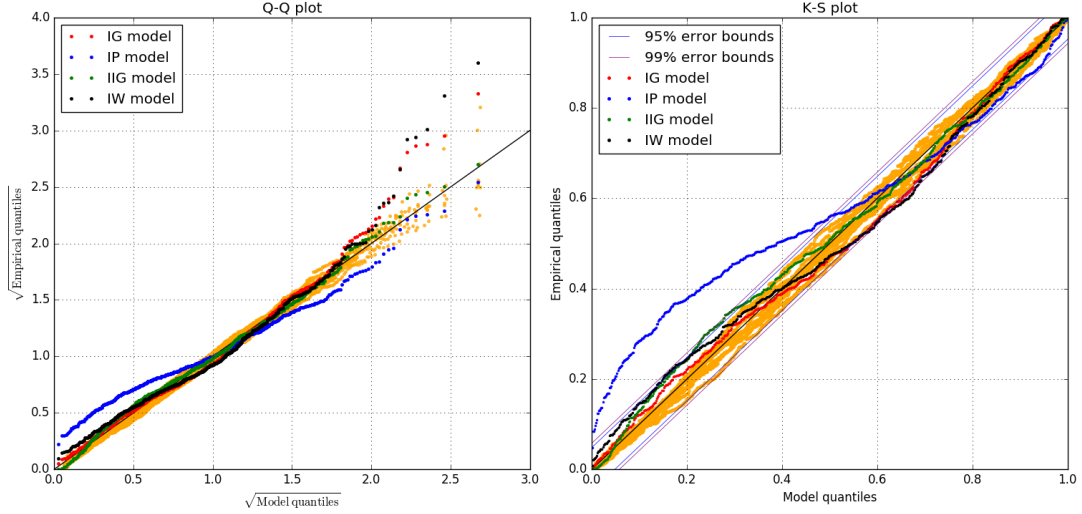 Q-Q plot
4.0
3.5
3.0
2.5
2.0
1.5
1.0
0.5
0.0
√Empirical quantiles
IG model
IP model
IIG model
IW model
0.0 0.5 1.0 1.5 2.0 2.5 3.0
√Model quantiles
K-S plot
1.0
0.8
0.6
0.4
0.2
0.0
Empirical quantiles
95% error bounds
99% error bounds
IG model
IP model
IIG model
IW model
0.0 0.2 0.4 0.6 0.8 1.0
Model quantiles